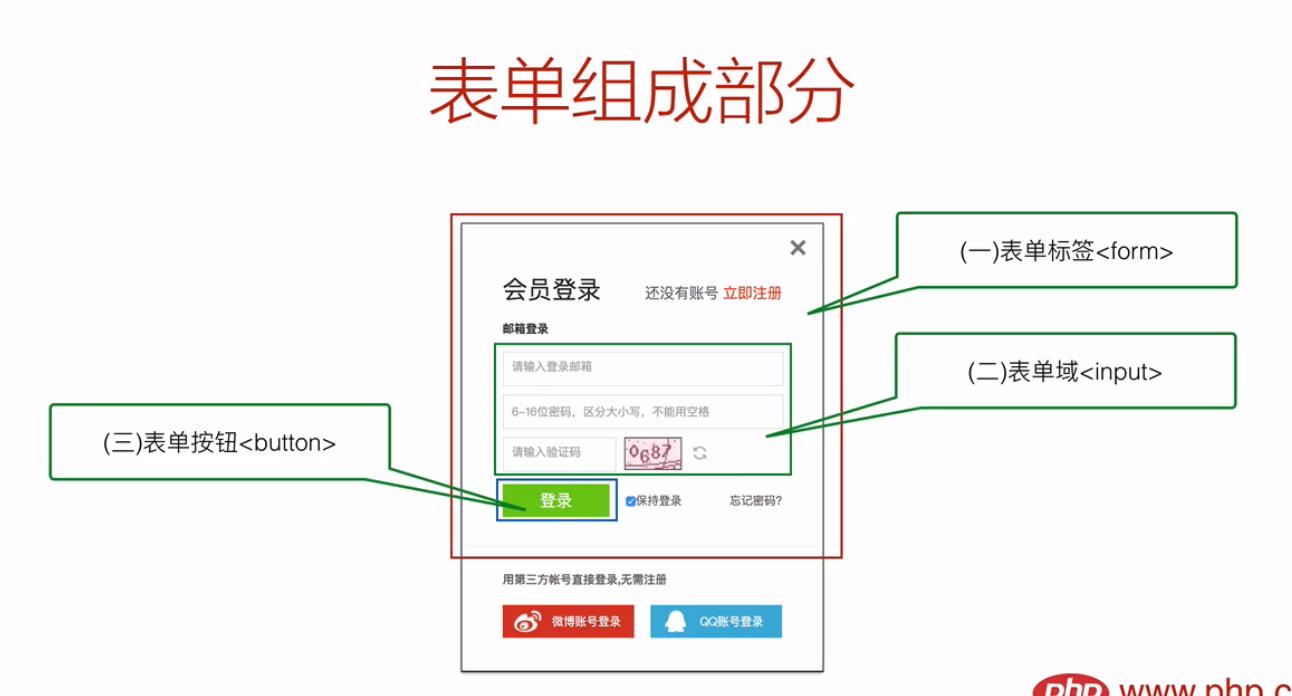 表单组成部分
(一)表单标签<form>
会员登录 还没有账号 立即注册
邮箱登录
请输入登录邮箱
(二)表单域<input>
6-16位密码，区分大小写，不能用空格
(三)表单按钮<button>
请输入验证码 0687
登录 保持登录 忘记密码?
用第三方帐号直接登录,无需注册
微博账号登录 QQ账号登录
php www.php.c